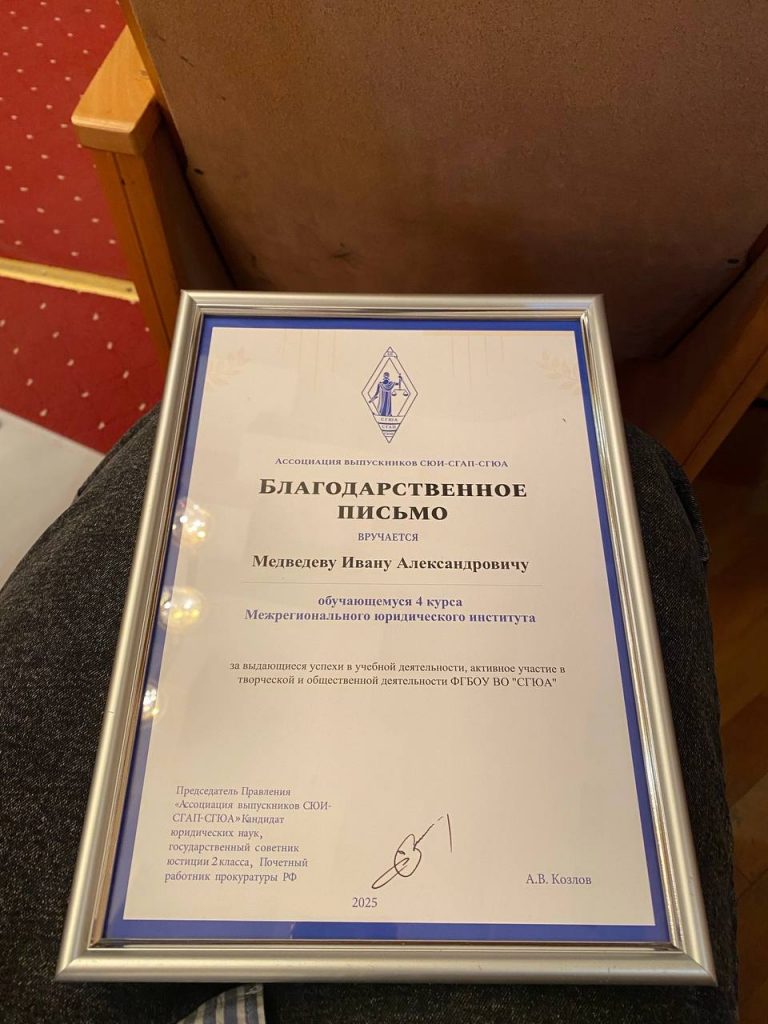 СГЮА
СГАП
Ассоциация выпускников СЮИ-СГАП-СГЮА
Благодарственное
письмо
вручается
Медведеву Ивану Александровичу
обучающемуся 4 курса
Межрегионального юридического института
за выдающиеся успехи в учебной деятельности, активное участие в
творческой и общественной деятельности ФГБОУ ВО "СГЮА"
Председатель Правления
«Ассоциация выпускников СЮИ-
СГАП-СГЮА»Кандидат
юридических наук,
государственный советник
юстиции 2 класса, Почетный
работник прокуратуры РФ
А.В. Козлов
2025